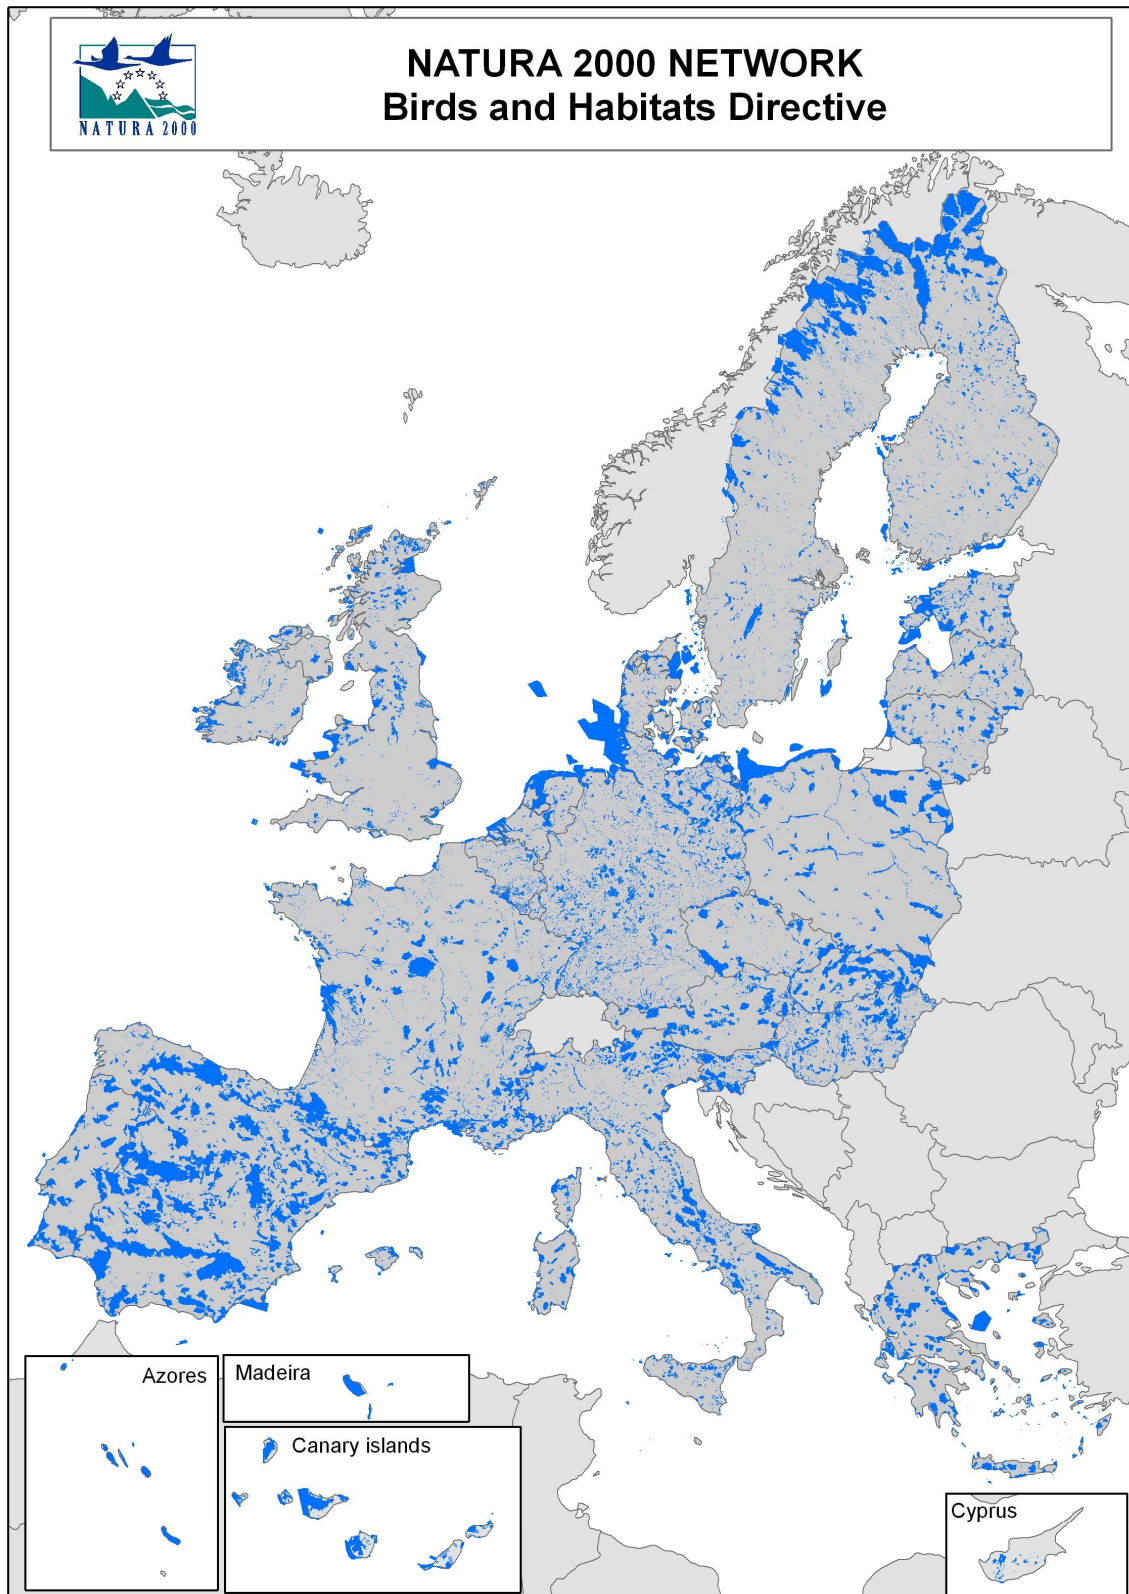 NATURA 2000
NATURA 2000 NETWORK
Birds and Habitats Directive
Azores
Madeira
Canary islands
Cyprus